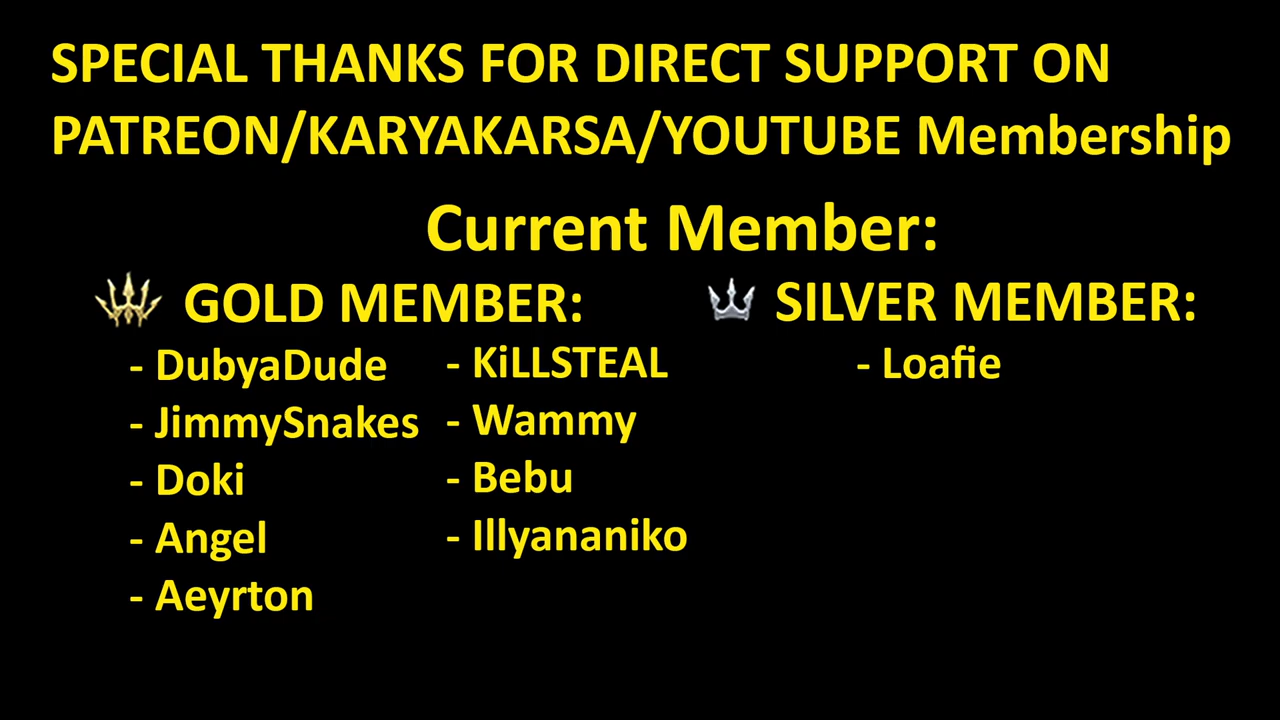 SPECIAL THANKS FOR DIRECT SUPPORT ON
PATREON/KARYAKARSA/YOUTUBE Membership
Current Member:
GOLD MEMBER:
- DubyaDude
- JimmySnakes
- Doki
- Angel
- Aeyrton
- KiLLSTEAL
- Wammy
- Bebu
- Illyananiko
SILVER MEMBER:
- Loafie